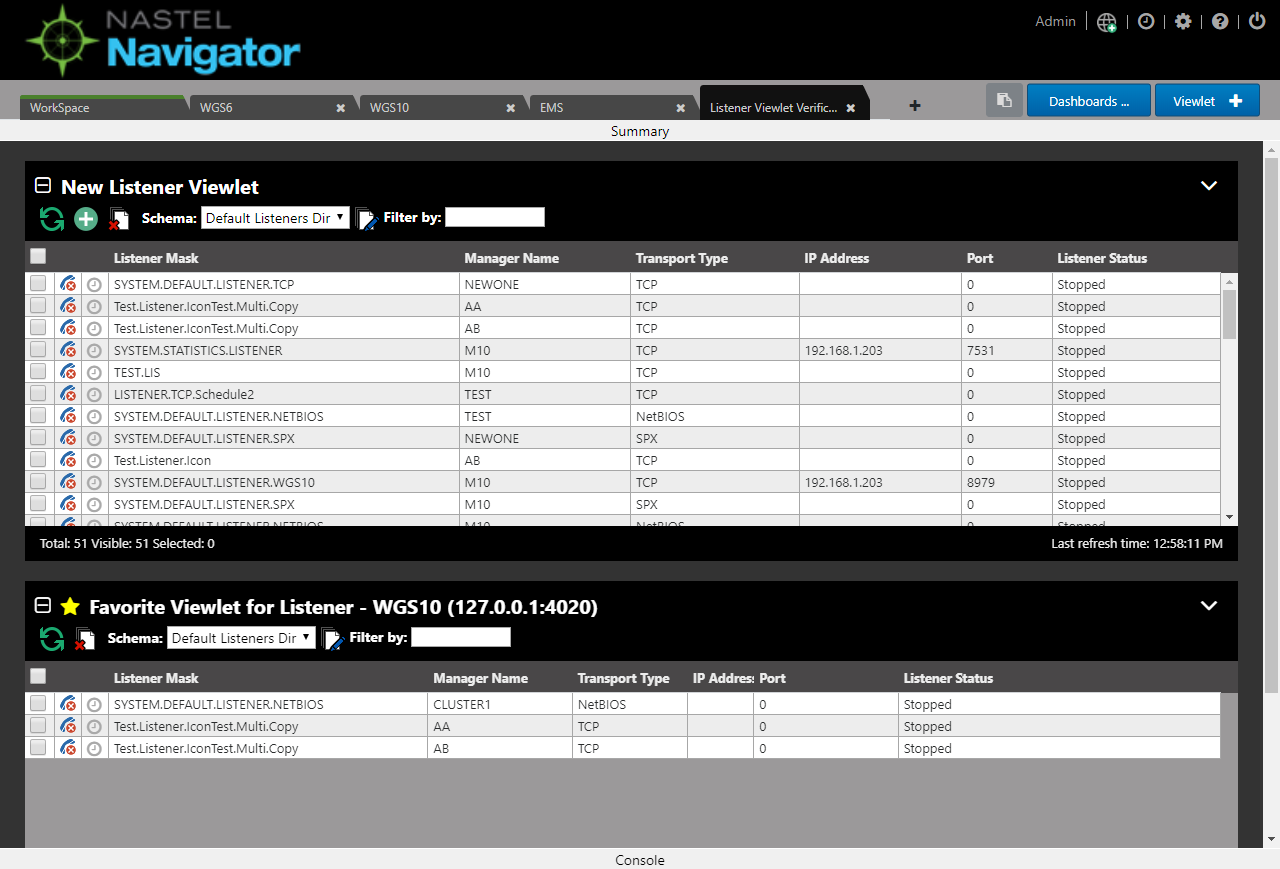 NASTEL
Navigator
Admin
WorkSpace WGS6 WGS10 EMS Listener Viewlet Verific... Dashboards ... Viewlet
Summary
New Listener Viewlet
Schema: Default Listeners Dir Filter by:
Listener Mask Manager Name Transport Type IP Address Port Listener Status
SYSTEM.DEFAULT.LISTENER.TCP NEWONE TCP 0 Stopped
Test.Listener.IconTest.Multi.Copy AA TCP 0 Stopped
Test.Listener.IconTest.Multi.Copy AB TCP 0 Stopped
SYSTEM.STATISTICS.LISTENER M10 TCP 192.168.1.203 7531 Stopped
TEST.LIS M10 TCP 0 Stopped
LISTENER.TCP.Schedule2 TEST TCP 0 Stopped
SYSTEM.DEFAULT.LISTENER.NETBIOS TEST NetBIOS 0 Stopped
SYSTEM.DEFAULT.LISTENER.SPX NEWONE SPX 0 Stopped
Test.Listener.Icon AB TCP 0 Stopped
SYSTEM.DEFAULT.LISTENER.WGS10 M10 TCP 192.168.1.203 8979 Stopped
SYSTEM.DEFAULT.LISTENER.SPX M10 SPX 0 Stopped
SYSTEM.DEFAULT.LISTENER.NETBIOS M10 NetBIOS 0 Stopped
Total: 51 Visible: 51 Selected: 0 Last refresh time: 12:58:11 PM
Favorite Viewlet for Listener - WGS10 (127.0.0.1:4020)
Schema: Default Listeners Dir Filter by:
Listener Mask Manager Name Transport Type IP Address Port Listener Status
SYSTEM.DEFAULT.LISTENER.NETBIOS CLUSTER1 NetBIOS 0 Stopped
Test.Listener.IconTest.Multi.Copy AA TCP 0 Stopped
Test.Listener.IconTest.Multi.Copy AB TCP 0 Stopped
Console